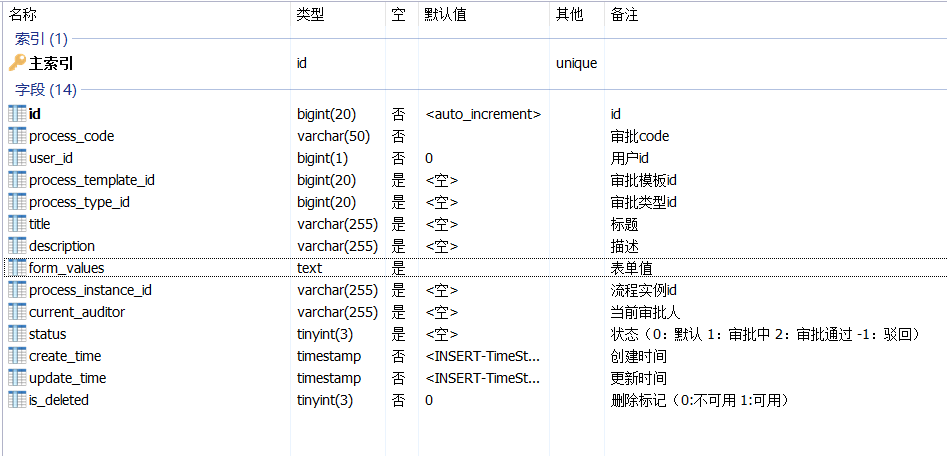 名称 类型 空 默认值 其他 备注
索引 (1)
主索引 id unique
字段 (14)
id bigint(20) 否 <auto_increment> id
process_code varchar(50) 否 审批code
user_id bigint(1) 否 0 用户id
process_template_id bigint(20) 是 <空> 审批模板id
process_type_id bigint(20) 是 <空> 审批类型id
title varchar(255) 是 <空> 标题
description varchar(255) 是 <空> 描述
form_values text 是 表单值
process_instance_id varchar(255) 是 <空> 流程实例id
current_auditor varchar(255) 是 <空> 当前审批人
status tinyint(3) 是 <空> 状态（0：默认 1：审批中 2：审批通过 -1：驳回）
create_time timestamp 否 <INSERT-TimeSt... 创建时间
update_time timestamp 否 <INSERT-TimeSt... 更新时间
is_deleted tinyint(3) 否 0 删除标记（0:不可用 1:可用）